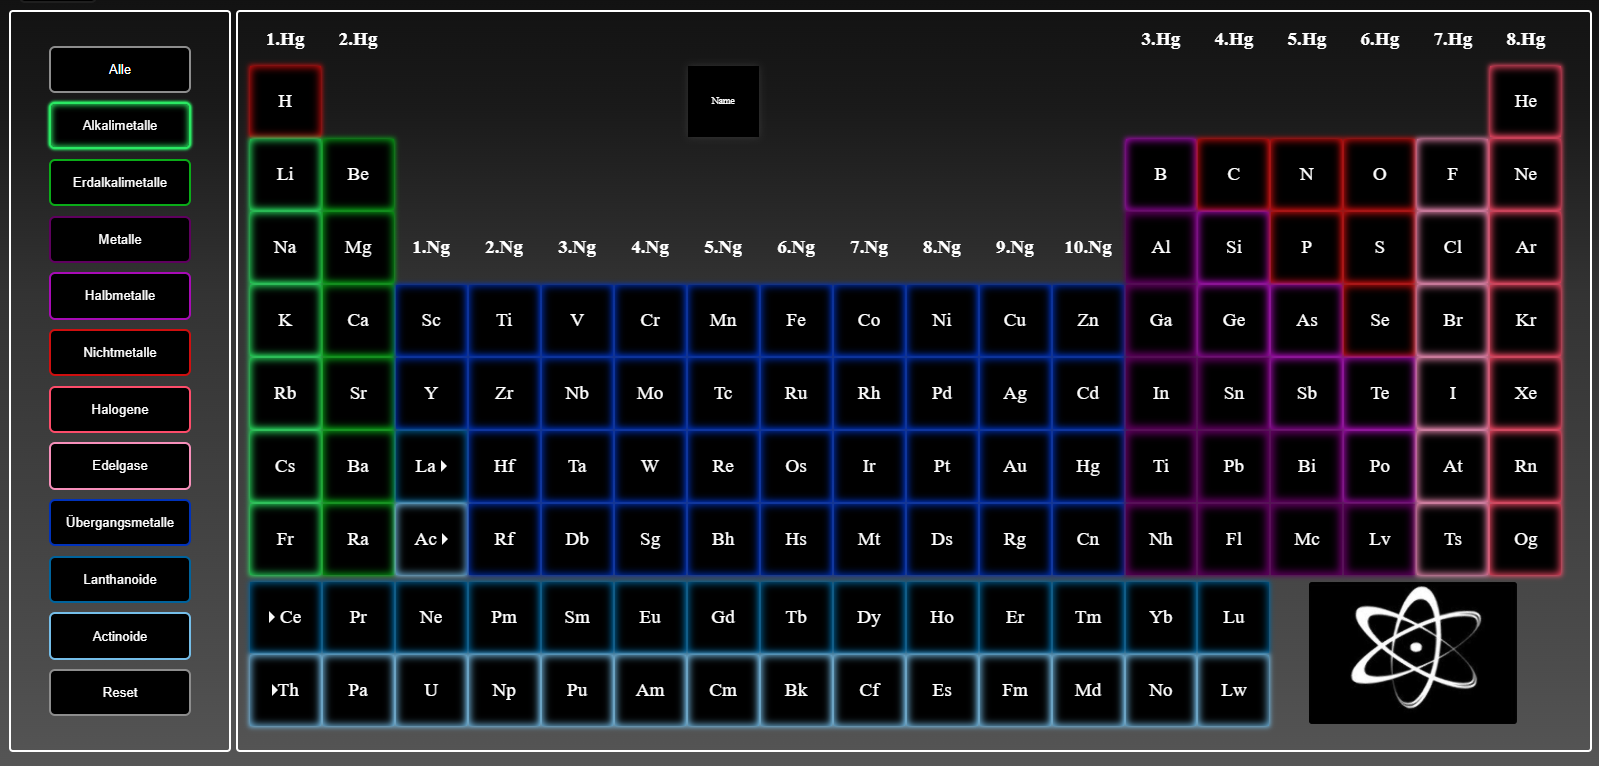 Alle
Alkalimetalle
Erdalkalimetalle
Metalle
Halbmetalle
Nichtmetalle
Halogene
Edelgase
Übergangsmetalle
Lanthanoide
Actinoide
Reset
1.Hg 2.Hg 3.Hg 4.Hg 5.Hg 6.Hg 7.Hg 8.Hg
H Name He
Li Be B C N O F Ne
Na Mg 1.Ng 2.Ng 3.Ng 4.Ng 5.Ng 6.Ng 7.Ng 8.Ng 9.Ng 10.Ng Al Si P S Cl Ar
K Ca Sc Ti V Cr Mn Fe Co Ni Cu Zn Ga Ge As Se Br Kr
Rb Sr Y Zr Nb Mo Tc Ru Rh Pd Ag Cd In Sn Sb Te I Xe
Cs Ba La Hf Ta W Re Os Ir Pt Au Hg Ti Pb Bi Po At Rn
Fr Ra Ac Rf Db Sg Bh Hs Mt Ds Rg Cn Nh Fl Mc Lv Ts Og
Ce Pr Ne Pm Sm Eu Gd Tb Dy Ho Er Tm Yb Lu
Th Pa U Np Pu Am Cm Bk Cf Es Fm Md No Lw